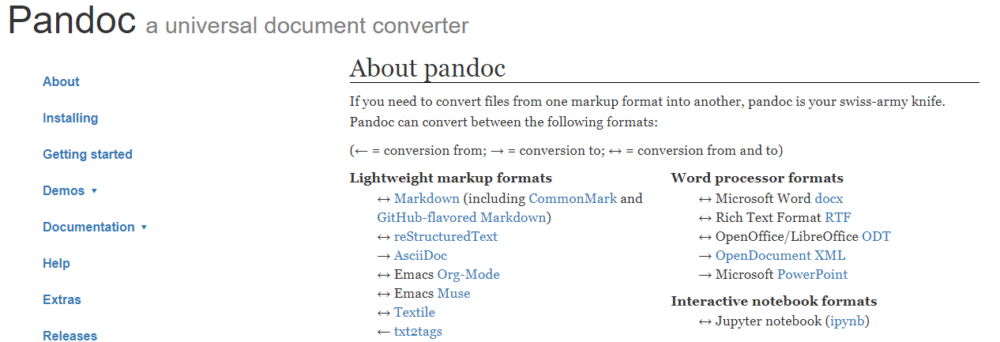 Pandoc a universal document converter
About
Installing
Getting started
Demos ▾
Documentation ▾
Help
Extras
Releases
About pandoc
If you need to convert files from one markup format into another, pandoc is your swiss-army knife.
Pandoc can convert between the following formats:
(← = conversion from; → = conversion to; ↔ = conversion from and to)
Lightweight markup formats
↔ Markdown (including CommonMark and
GitHub-flavored Markdown)
↔ reStructuredText
→ AsciiDoc
↔ Emacs Org-Mode
↔ Emacs Muse
↔ Textile
← txt2tags
Word processor formats
↔ Microsoft Word docx
↔ Rich Text Format RTF
↔ OpenOffice/LibreOffice ODT
→ OpenDocument XML
→ Microsoft PowerPoint
Interactive notebook formats
↔ Jupyter notebook (ipynb)